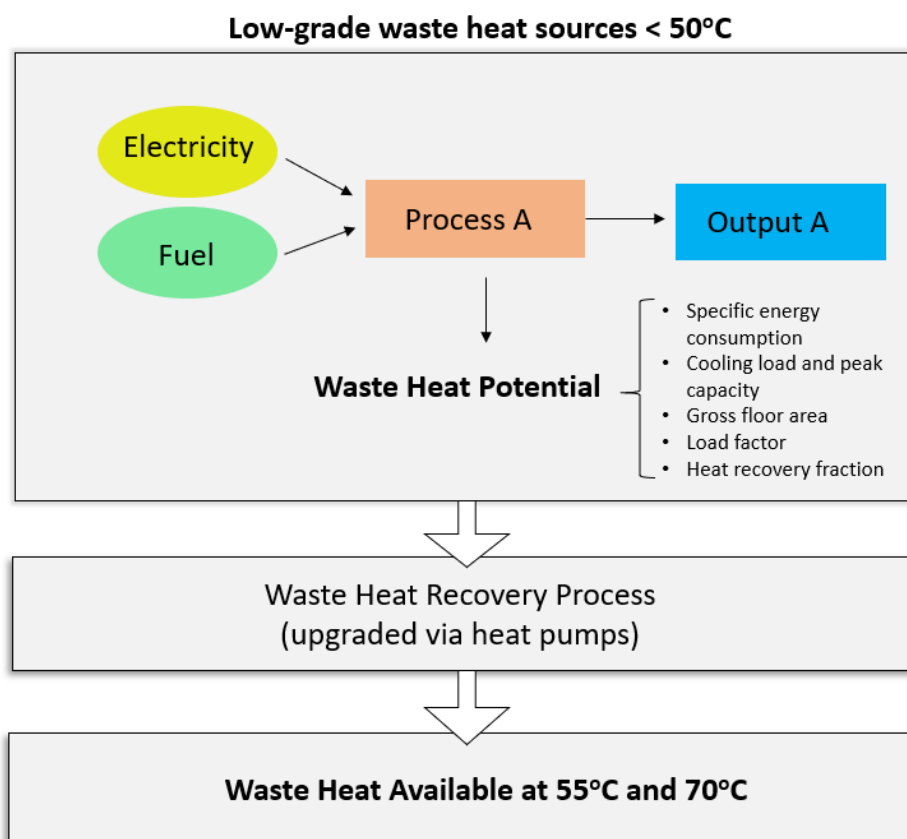 Low-grade waste heat sources < 50°C
Electricity
Fuel
Process A
Output A
Waste Heat Potential
• Specific energy
consumption
• Cooling load and peak
capacity
• Gross floor area
• Load factor
• Heat recovery fraction
Waste Heat Recovery Process
(upgraded via heat pumps)
Waste Heat Available at 55°C and 70°C